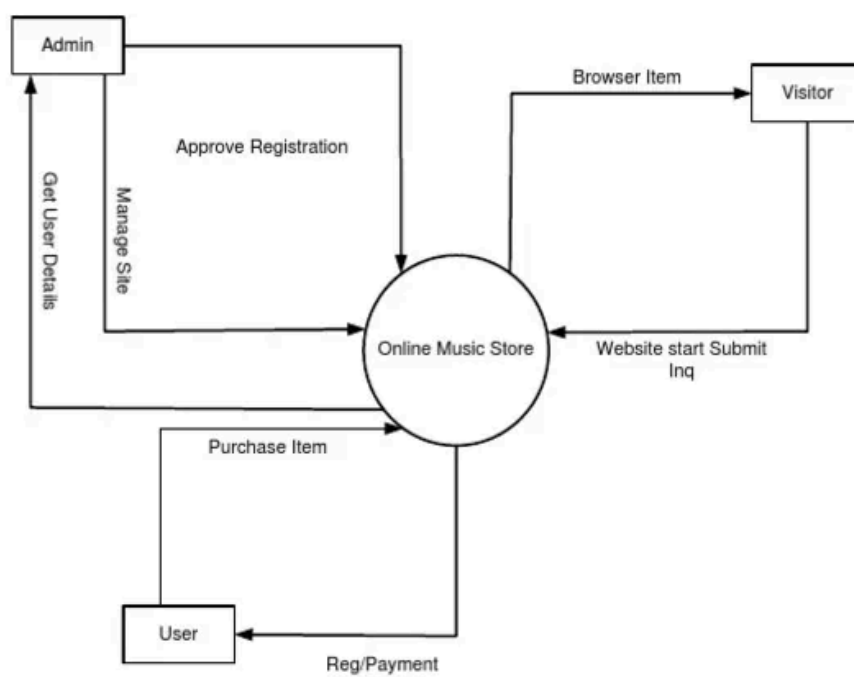 Admin
Browser Item
Visitor
Approve Registration
Get User Details
Manage Site
Online Music Store
Website start Submit
Inq
Purchase Item
User
Reg/Payment